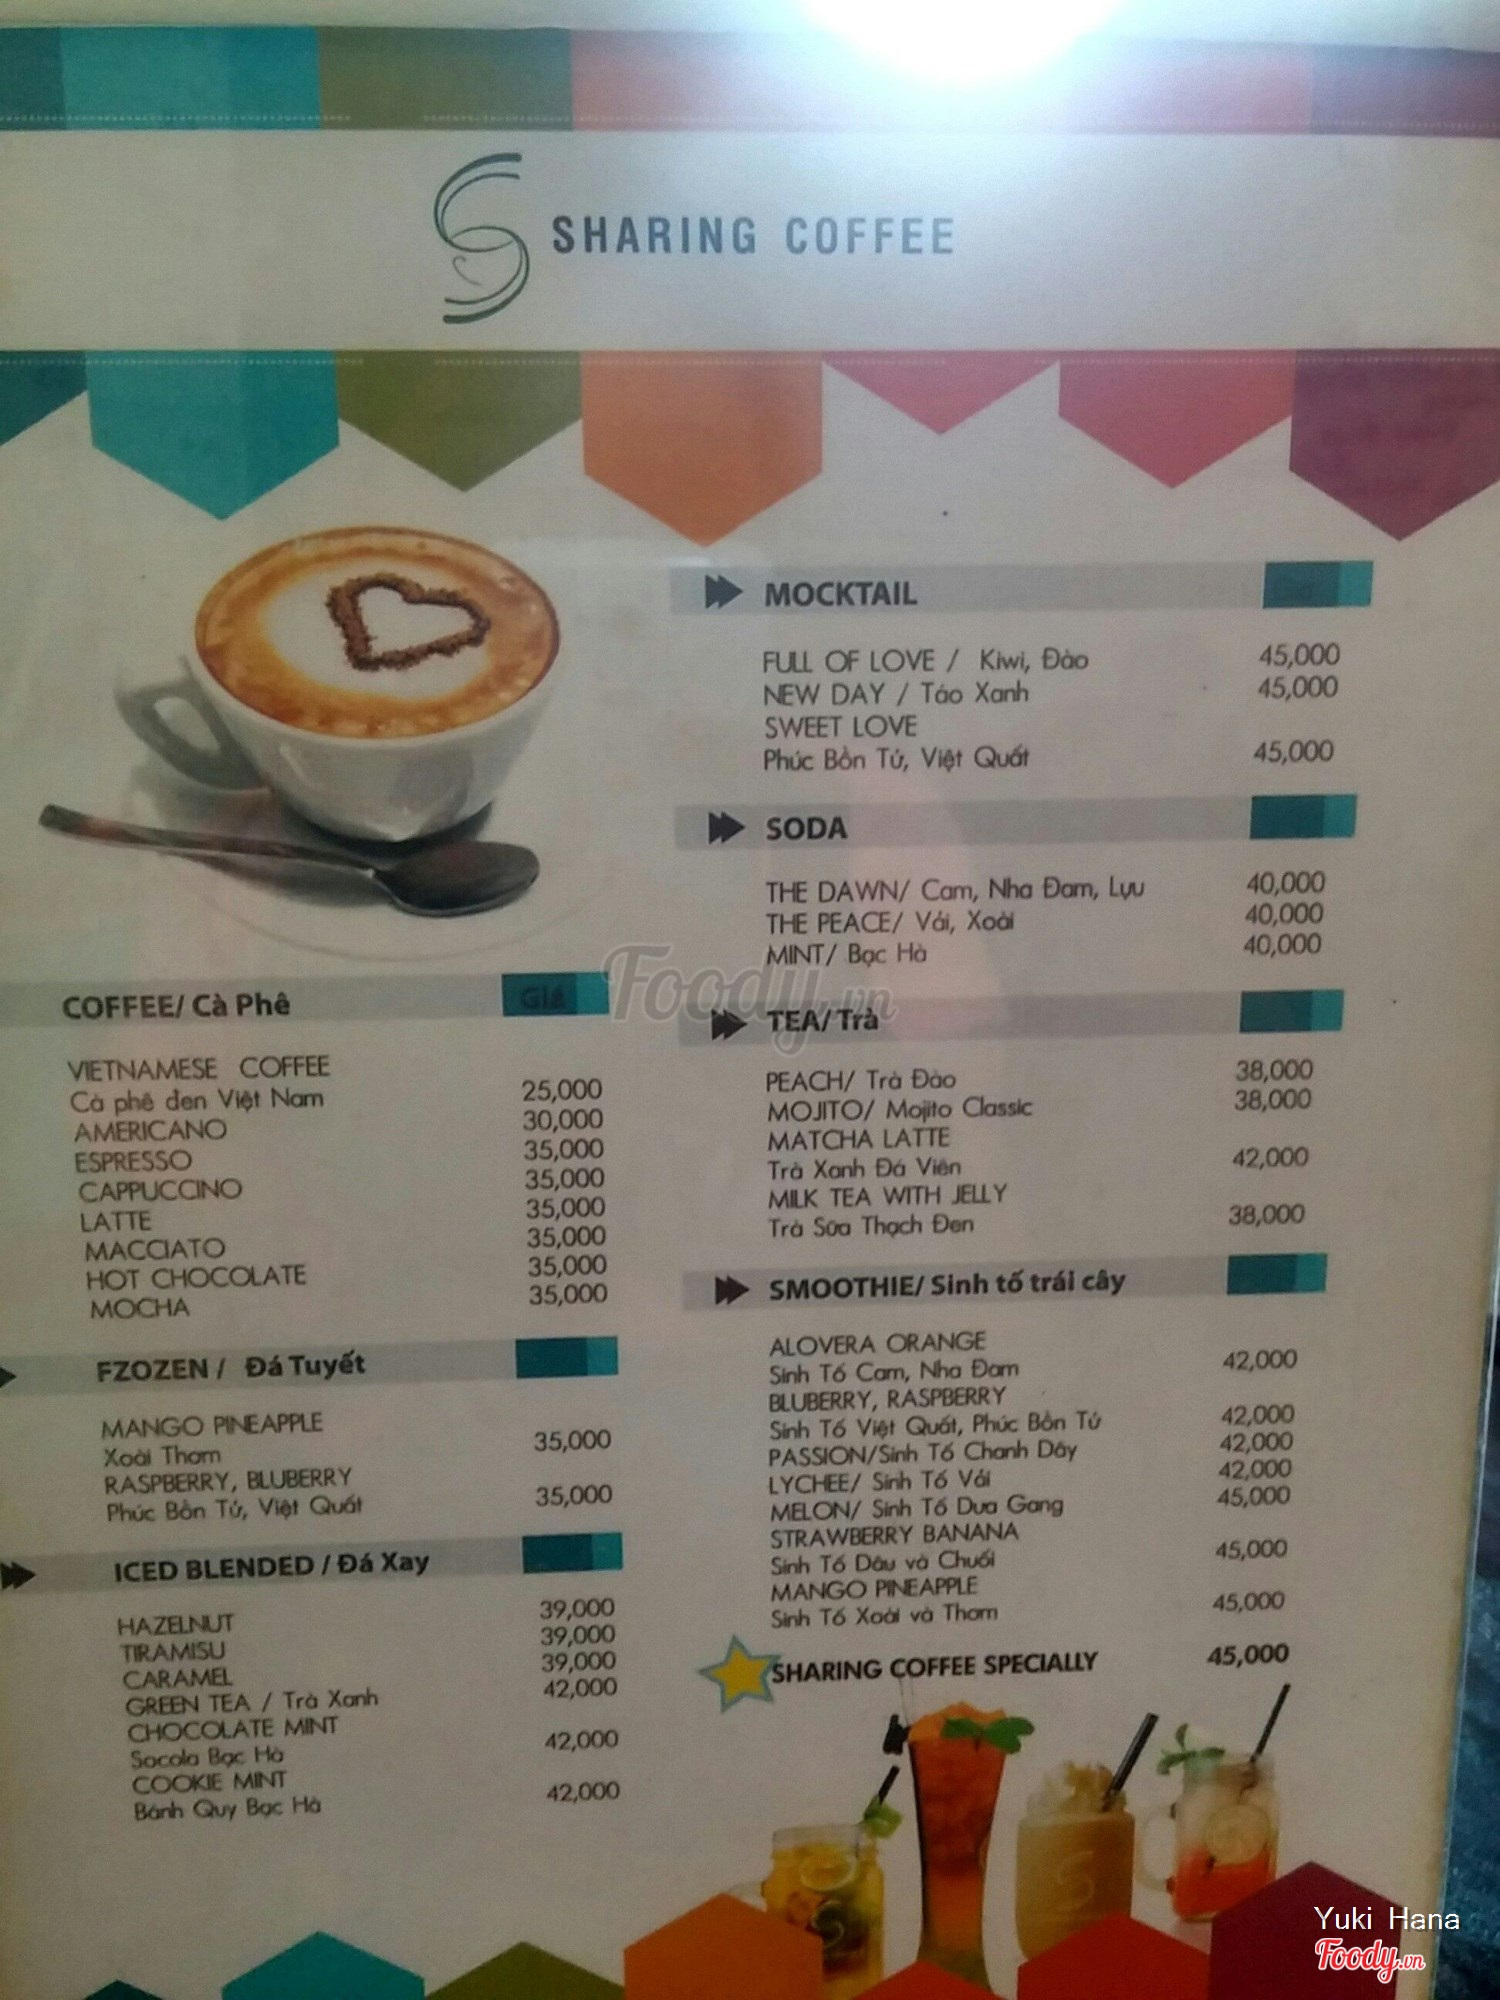 SHARING COFFEE
COFFEE/ Cà Phê Giá
VIETNAMESE COFFEE
Cà phê đen Việt Nam 25,000
AMERICANO 30,000
ESPRESSO 35,000
CAPPUCCINO 35,000
LATTE 35,000
MACCIATO 35,000
HOT CHOCOLATE 35,000
MOCHA 35,000
FZOZEN / Đá Tuyết
MANGO PINEAPPLE
Xoài Thơm 35,000
RASPBERRY, BLUBERRY
Phúc Bồn Tử, Việt Quất 35,000
ICED BLENDED / Đá Xay
HAZELNUT 39,000
TIRAMISU 39,000
CARAMEL 39,000
GREEN TEA / Trà Xanh 42,000
CHOCOLATE MINT
Socola Bạc Hà 42,000
COOKIE MINT
Bánh Quy Bạc Hà 42,000
MOCKTAIL
FULL OF LOVE / Kiwi, Đào 45,000
NEW DAY / Táo Xanh 45,000
SWEET LOVE
Phúc Bồn Tử, Việt Quất 45,000
SODA
THE DAWN/ Cam, Nha Đam, Lựu 40,000
THE PEACE/ Vải, Xoài 40,000
MINT/ Bạc Hà 40,000
TEA/ Trà
PEACH/ Trà Đào 38,000
MOJITO/ Mojito Classic 38,000
MATCHA LATTE
Trà Xanh Đá Viên 42,000
MILK TEA WITH JELLY
Trà Sữa Thạch Đen 38,000
SMOOTHIE/ Sinh tố trái cây
ALOVERA ORANGE
Sinh Tố Cam, Nha Đam 42,000
BLUBERRY, RASPBERRY
Sinh Tố Việt Quất, Phúc Bồn Tử 42,000
PASSION/Sinh Tố Chanh Dây 42,000
LYCHEE/ Sinh Tố Vải 42,000
MELON/ Sinh Tố Dưa Gang 45,000
STRAWBERRY BANANA
Sinh Tố Dâu và Chuối 45,000
MANGO PINEAPPLE
Sinh Tố Xoài và Thơm 45,000
SHARING COFFEE SPECIALLY 45,000
Foody.vn
Yuki Hana
Foody.vn